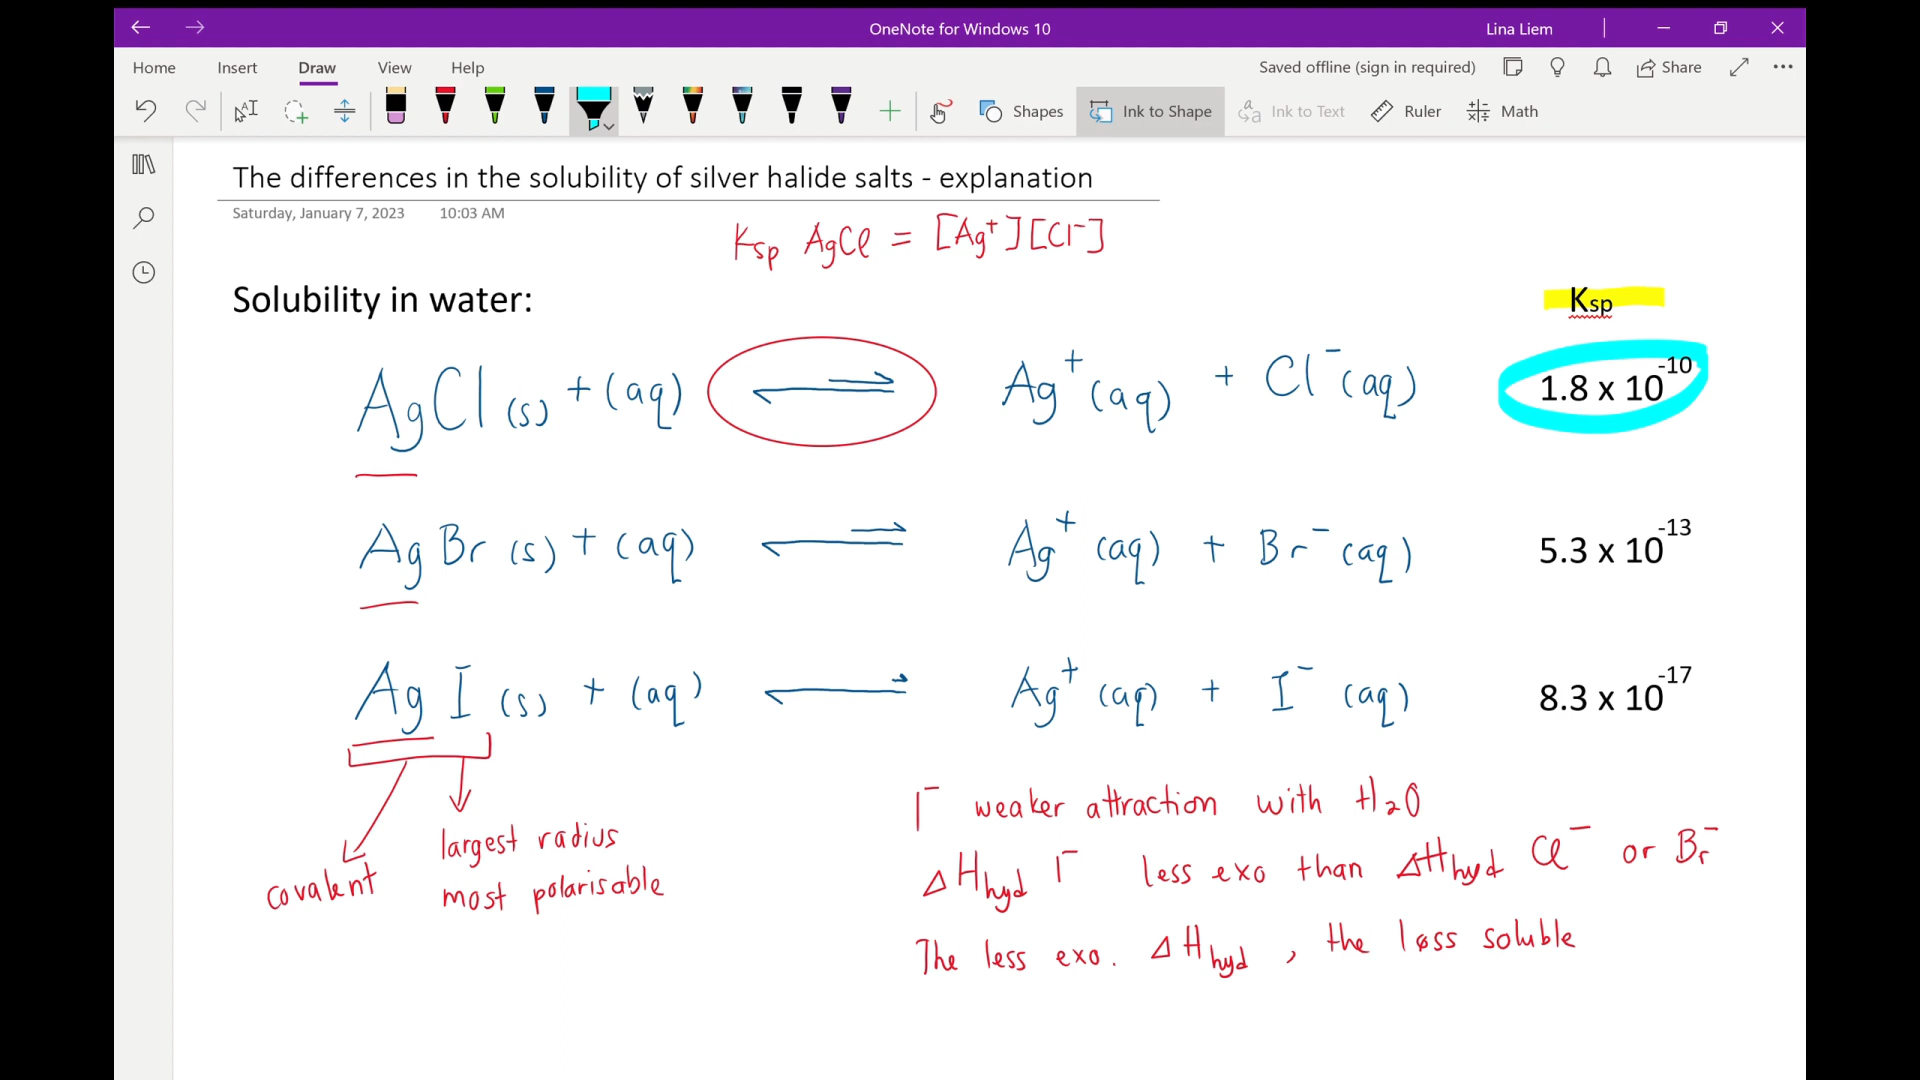 OneNote for Windows 10
Lina Liem
Home Insert Draw View Help
Saved offline (sign in required)
Share
Shapes
Ink to Shape
Ink to Text
Ruler
Math
The differences in the solubility of silver halide salts - explanation
Saturday, January 7, 2023 10:03 AM
Ksp AgCl = [Ag⁺][Cl⁻]
Solubility in water:
Ksp
AgCl (s) + (aq) ⇌ Ag⁺ (aq) + Cl⁻ (aq) 1.8 x 10⁻¹⁰
AgBr (s) + (aq) ⇌ Ag⁺ (aq) + Br⁻ (aq) 5.3 x 10⁻¹³
AgI (s) + (aq) ⇌ Ag⁺ (aq) + I⁻ (aq) 8.3 x 10⁻¹⁷
covalent
largest radius
most polarisable
I⁻ weaker attraction with H₂O
ΔHhyd I⁻ less exo than ΔHhyd Cl⁻ or Br⁻
The less exo. ΔHhyd, the less soluble